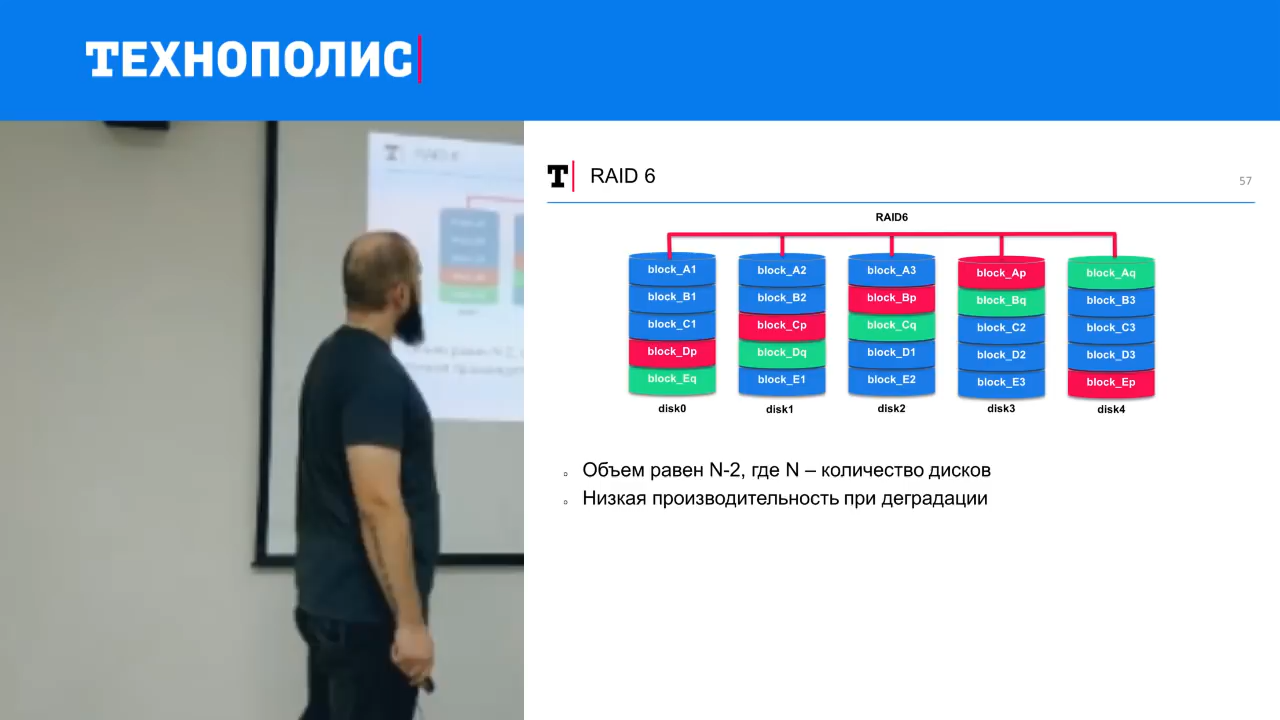 ТЕХНОПОЛИС
T RAID 6
57
RAID6
block_A1 block_A2 block_A3 block_Ap block_Aq
block_B1 block_B2 block_Bp block_Bq block_B3
block_C1 block_Cp block_Cq block_C2 block_C3
block_Dp block_Dq block_D1 block_D2 block_D3
block_Eq block_E1 block_E2 block_E3 block_Ep
disk0 disk1 disk2 disk3 disk4
Объем равен N-2, где N – количество дисков
Низкая производительность при деградации